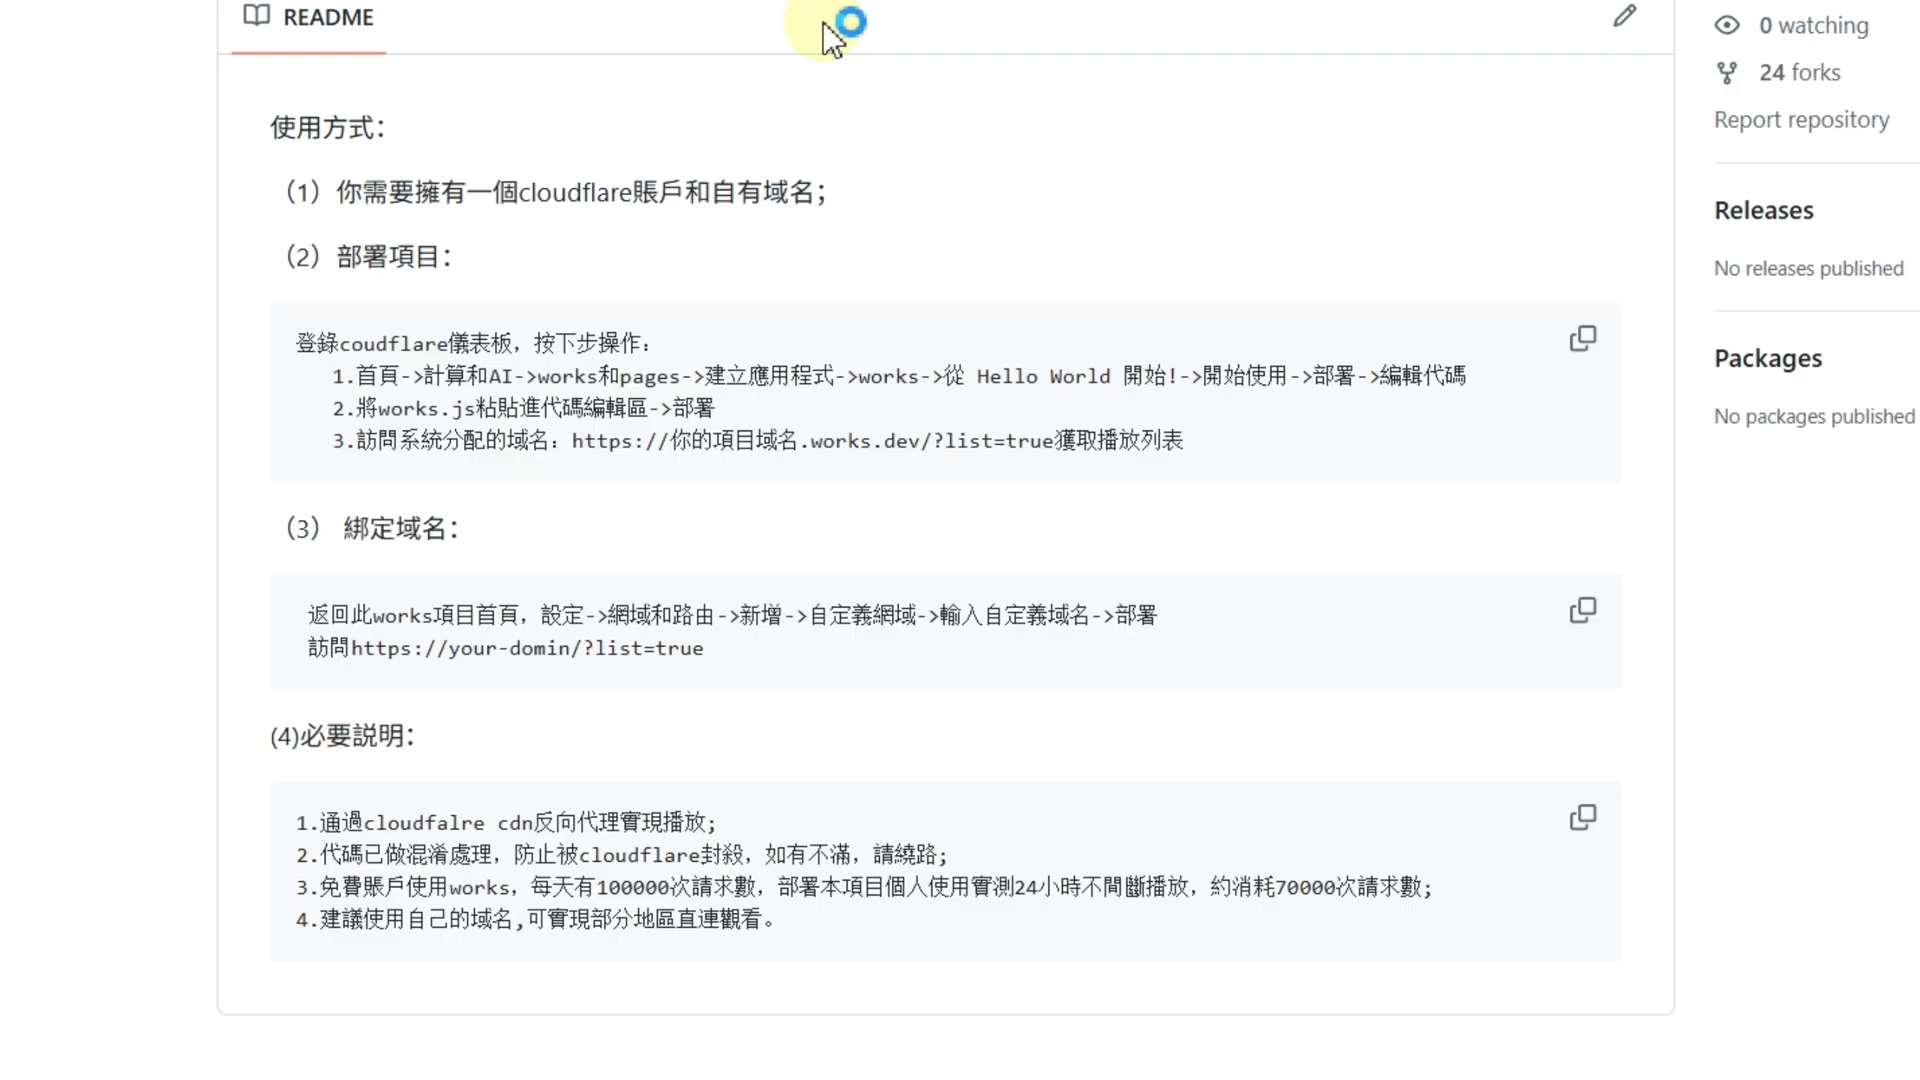 README
0 watching
24 forks
Report repository
Releases
No releases published
Packages
No packages published
使用方式：
（1）你需要擁有一個cloudflare賬戶和自有域名；
（2）部署項目：
登錄coudflare儀表板，按下步操作：
1.首頁->計算和AI->works和pages->建立應用程式->works->從 Hello World 開始!->開始使用->部署->編輯代碼
2.將works.js粘貼進代碼編輯區->部署
3.訪問系統分配的域名：https://你的項目域名.works.dev/?list=true獲取播放列表
（3） 綁定域名：
返回此works項目首頁，設定->網域和路由->新增->自定義網域->輸入自定義域名->部署
訪問https://your-domin/?list=true
(4)必要説明：
1.通過cloudfalre cdn反向代理實現播放;
2.代碼已做混淆處理，防止被cloudflare封殺，如有不滿，請繞路;
3.免費賬戶使用works，每天有100000次請求數，部署本項目個人使用實測24小時不間斷播放，約消耗70000次請求數;
4.建議使用自己的域名,可實現部分地區直連觀看。